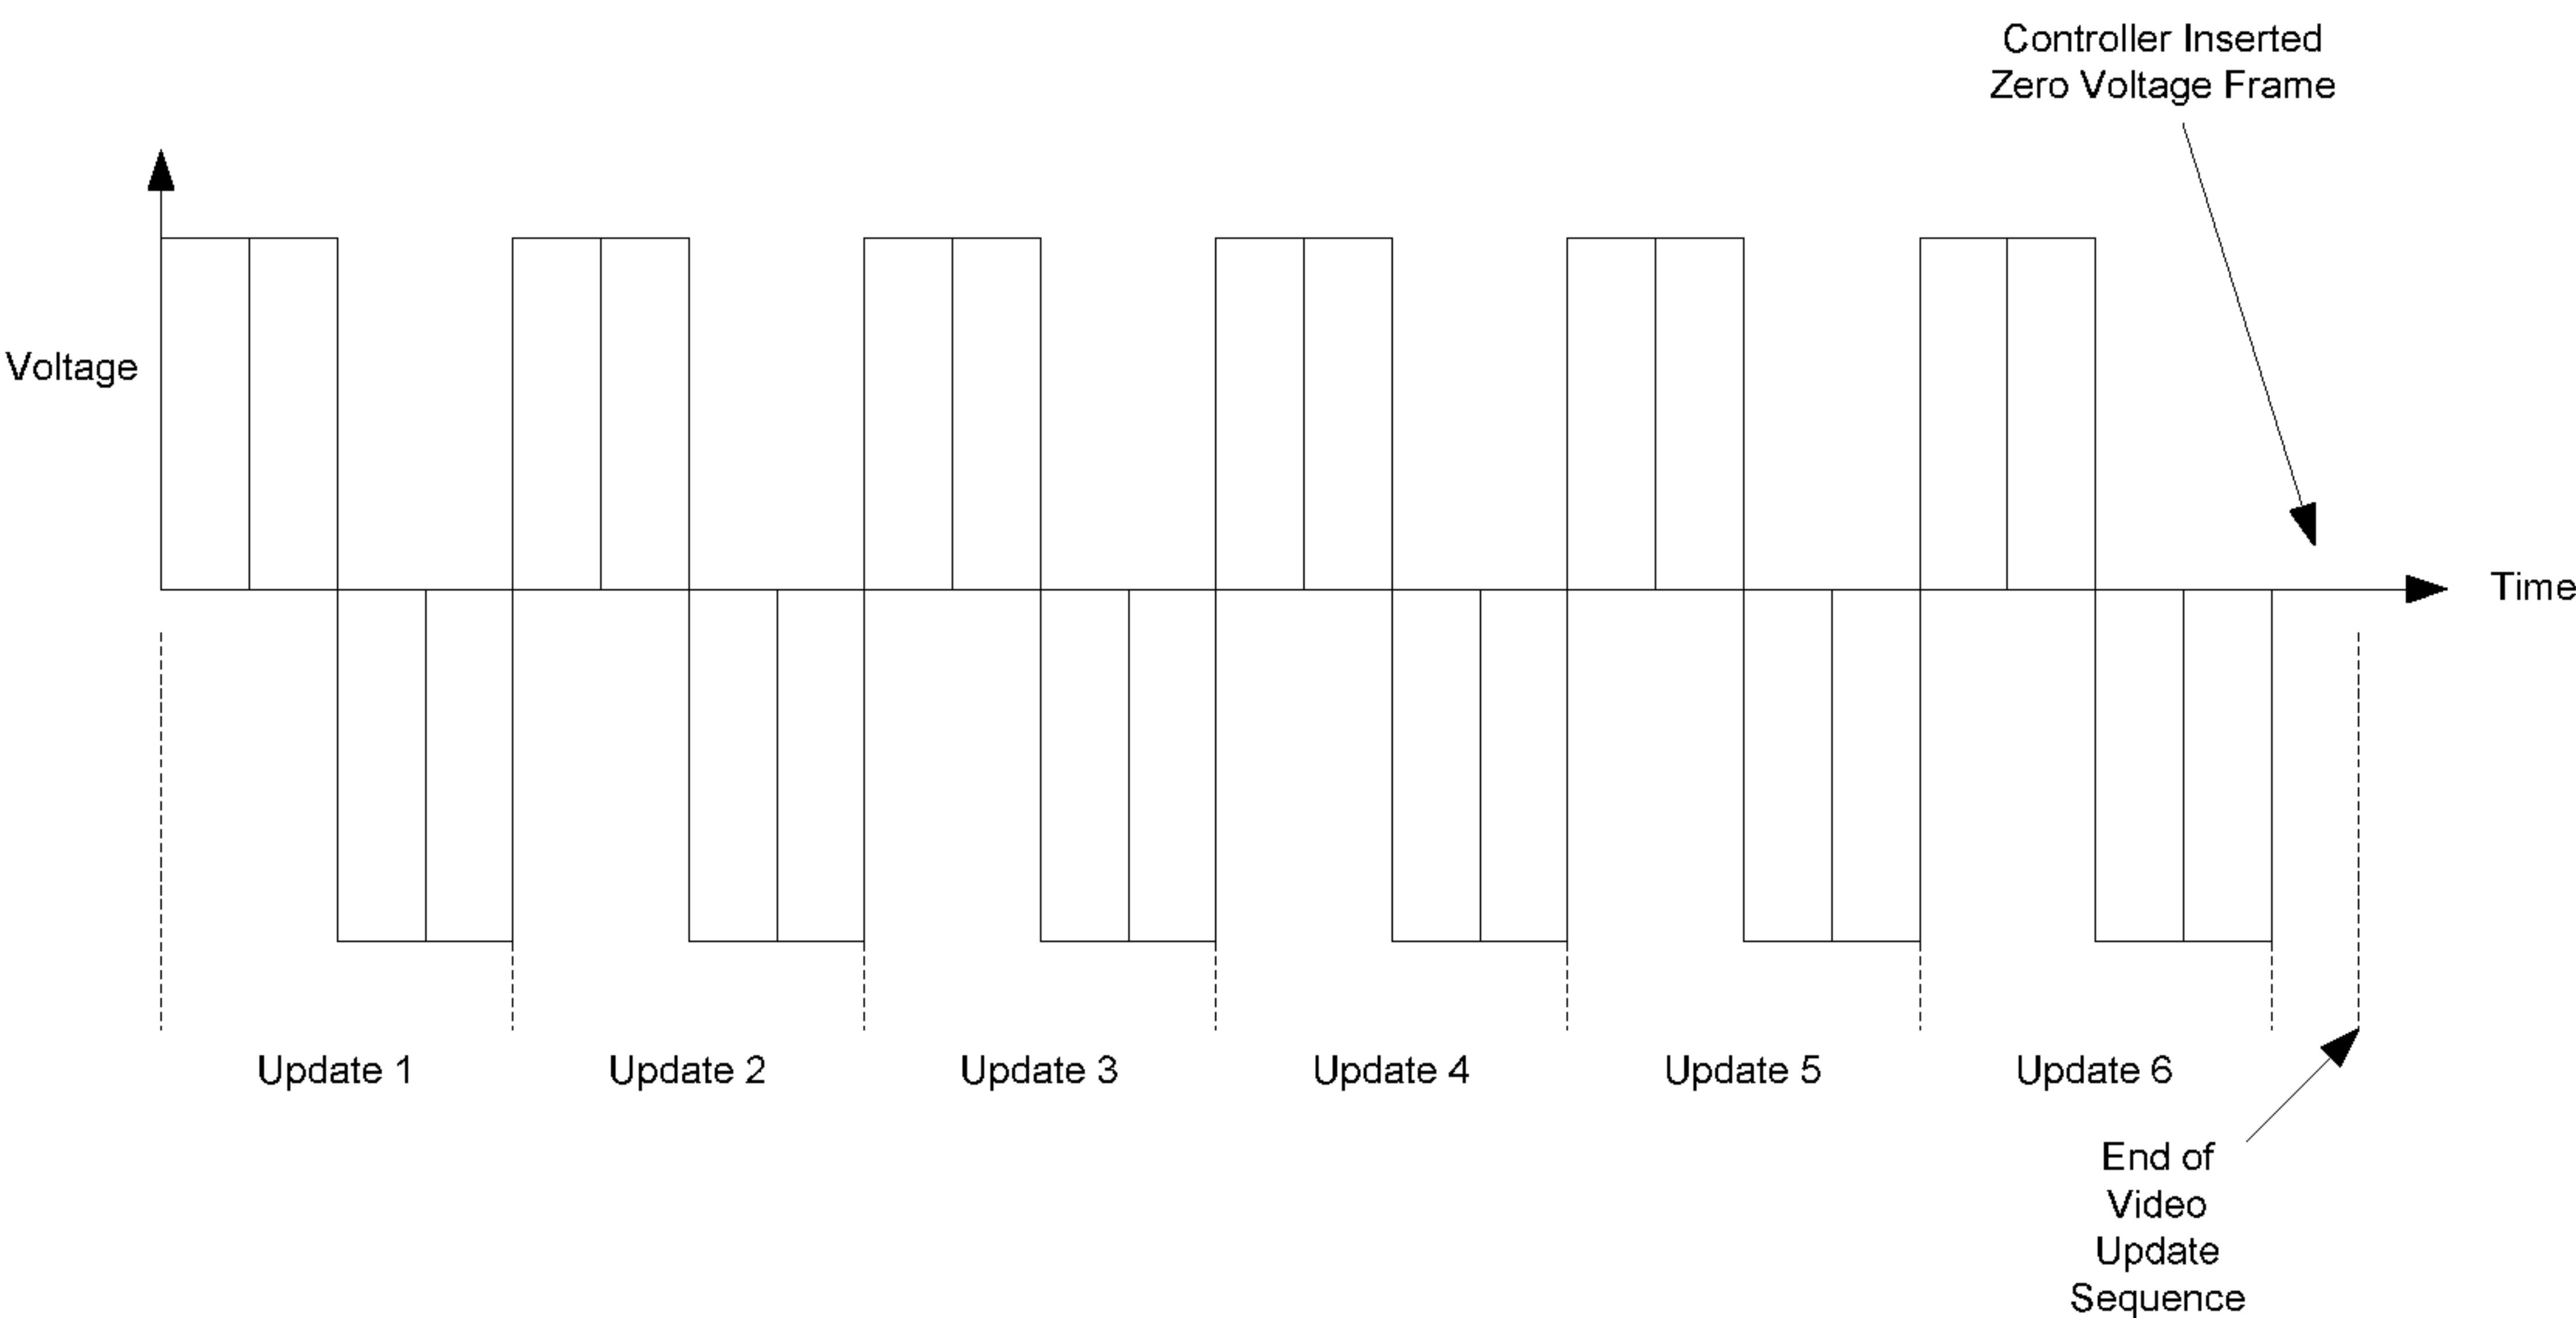 Controller Inserted
Zero Voltage Frame
Voltage
Time
Update 1
Update 2
Update 3
Update 4
Update 5
Update 6
End of
Video
Update
Sequence